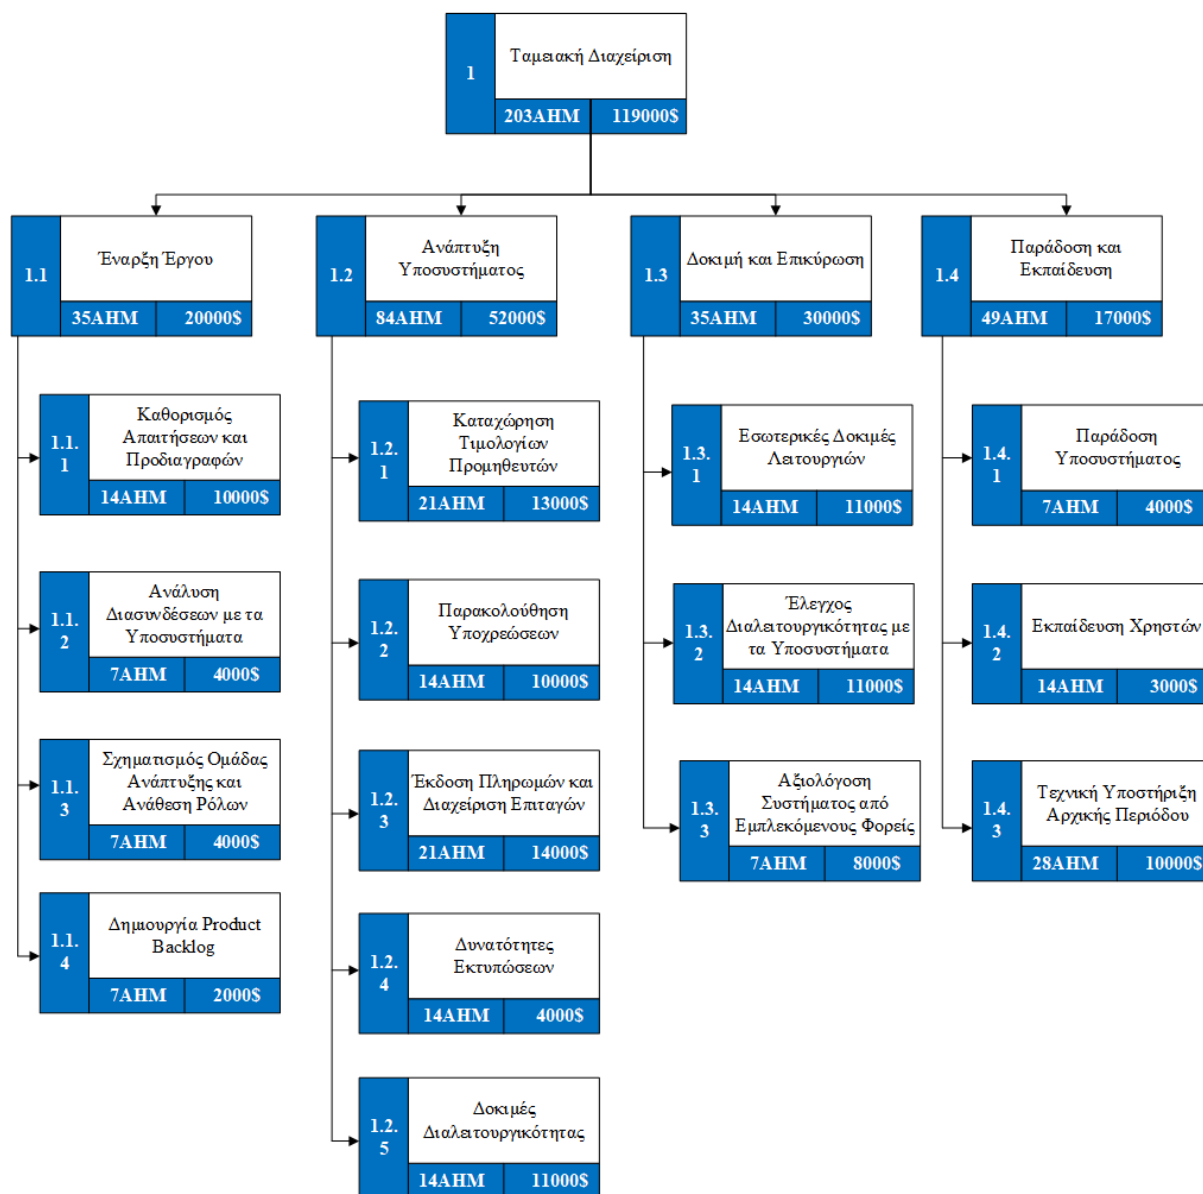 1
Ταμειακή Διαχείριση
203ΑΗΜ
119000$
1.1
Έναρξη Έργου
35ΑΗΜ
20000$
1.1.
1
Καθορισμός
Απαιτήσεων και
Προδιαγραφών
14ΑΗΜ
10000$
1.1.
2
Ανάλυση
Διασυνδέσεων με τα
Υποσυστήματα
7ΑΗΜ
4000$
1.1.
3
Σχηματισμός Ομάδας
Ανάπτυξης και
Ανάθεση Ρόλων
7ΑΗΜ
4000$
1.1.
4
Δημιουργία Product
Backlog
7ΑΗΜ
2000$
1.2
Ανάπτυξη
Υποσυστήματος
84ΑΗΜ
52000$
1.2.
1
Καταχώρηση
Τιμολογίων
Προμηθευτών
21ΑΗΜ
13000$
1.2.
2
Παρακολούθηση
Υποχρεώσεων
14ΑΗΜ
10000$
1.2.
3
Έκδοση Πληρωμών και
Διαχείριση Επιταγών
21ΑΗΜ
14000$
1.2.
4
Δυνατότητες
Εκτυπώσεων
14ΑΗΜ
4000$
1.2.
5
Δοκιμές
Διαλειτουργικότητας
14ΑΗΜ
11000$
1.3
Δοκιμή και Επικύρωση
35ΑΗΜ
30000$
1.3.
1
Εσωτερικές Δοκιμές
Λειτουργιών
14ΑΗΜ
11000$
1.3.
2
Έλεγχος
Διαλειτουργικότητας με
τα Υποσυστήματα
14ΑΗΜ
11000$
1.3.
3
Αξιολόγοση
Συστήματος από
Εμπλεκόμενους Φορείς
7ΑΗΜ
8000$
1.4
Παράδοση και
Εκπαίδευση
49ΑΗΜ
17000$
1.4.
1
Παράδοση
Υποσυστήματος
7ΑΗΜ
4000$
1.4.
2
Εκπαίδευση Χρηστών
14ΑΗΜ
3000$
1.4.
3
Τεχνική Υποστήριξη
Αρχικής Περιόδου
28ΑΗΜ
10000$